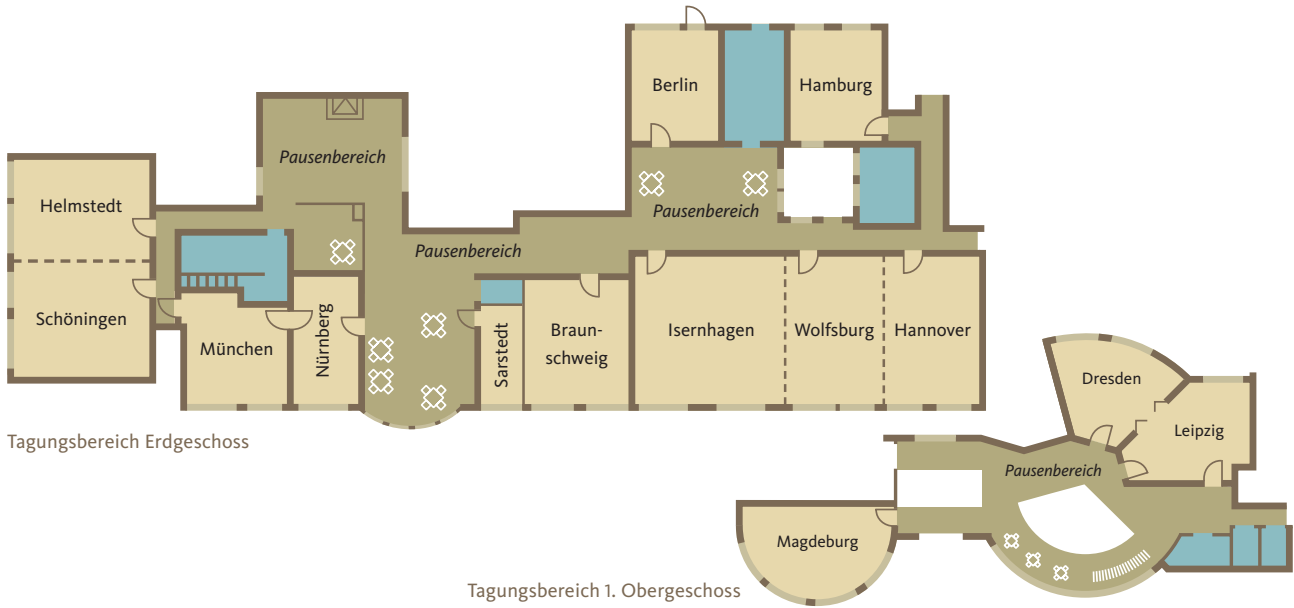 Berlin
Hamburg
Pausenbereich
Helmstedt
Pausenbereich
Pausenbereich
Schöningen
München
Nürnberg
Sarstedt
Braun-
schweig
Isernhagen
Wolfsburg
Hannover
Tagungsbereich Erdgeschoss
Dresden
Leipzig
Pausenbereich
Magdeburg
Tagungsbereich 1. Obergeschoss